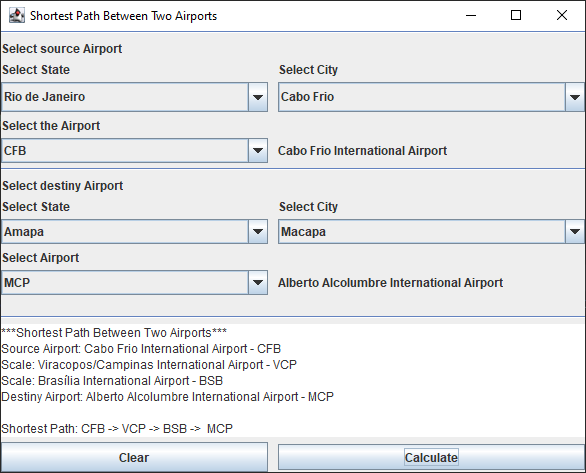 Shortest Path Between Two Airports
Select source Airport
Select State Select City
Rio de Janeiro Cabo Frio
Select the Airport
CFB Cabo Frio International Airport
Select destiny Airport
Select State Select City
Amapa Macapa
Select Airport
MCP Alberto Alcolumbre International Airport
***Shortest Path Between Two Airports***
Source Airport: Cabo Frio International Airport - CFB
Scale: Viracopos/Campinas International Airport - VCP
Scale: Brasília International Airport - BSB
Destiny Airport: Alberto Alcolumbre International Airport - MCP
Shortest Path: CFB -> VCP -> BSB ->  MCP
Clear Calculate